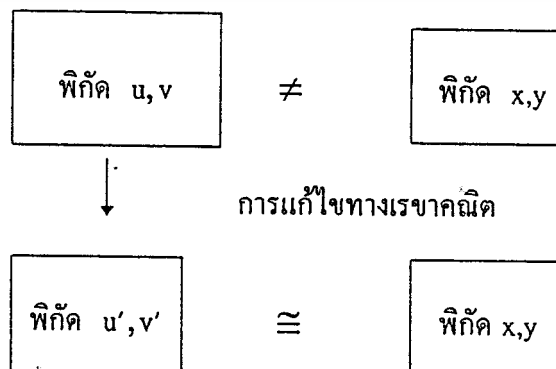 พิกัด u,v ≠ พิกัด x,y
การแก้ไขทางเรขาคณิต
พิกัด u′,v′ ≅ พิกัด x,y